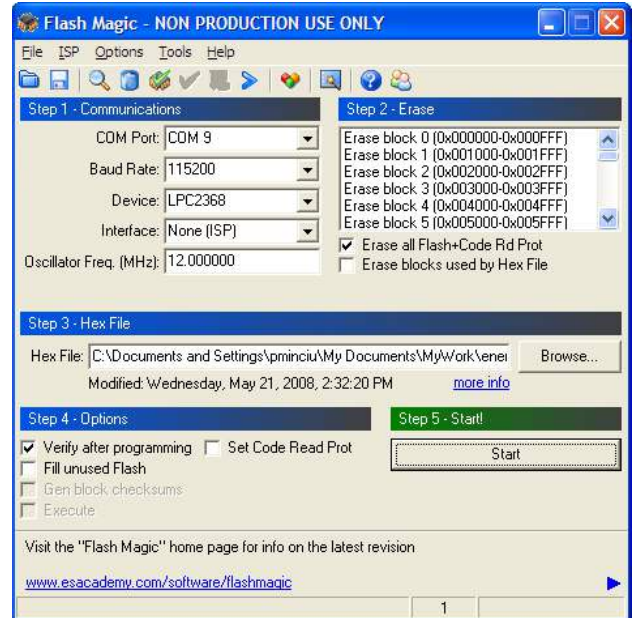 Flash Magic - NON PRODUCTION USE ONLY
File ISP Options Tools Help
Step 1 - Communications
COM Port: COM 9
Baud Rate: 115200
Device: LPC2368
Interface: None (ISP)
Oscillator Freq. (MHz): 12.000000
Step 2 - Erase
Erase block 0 (0x000000-0x000FFF)
Erase block 1 (0x001000-0x001FFF)
Erase block 2 (0x002000-0x002FFF)
Erase block 3 (0x003000-0x003FFF)
Erase block 4 (0x004000-0x004FFF)
Erase block 5 (0x005000-0x005FFF)
Erase all Flash+Code Rd Prot
Erase blocks used by Hex File
Step 3 - Hex File
Hex File: C:\Documents and Settings\pminciu\My Documents\MyWork\ener Browse...
Modified: Wednesday, May 21, 2008, 2:32:20 PM more info
Step 4 - Options
Verify after programming Set Code Read Prot
Fill unused Flash
Gen block checksums
Execute
Step 5 - Start!
Start
Visit the "Flash Magic" home page for info on the latest revision
www.esacademy.com/software/flashmagic
1